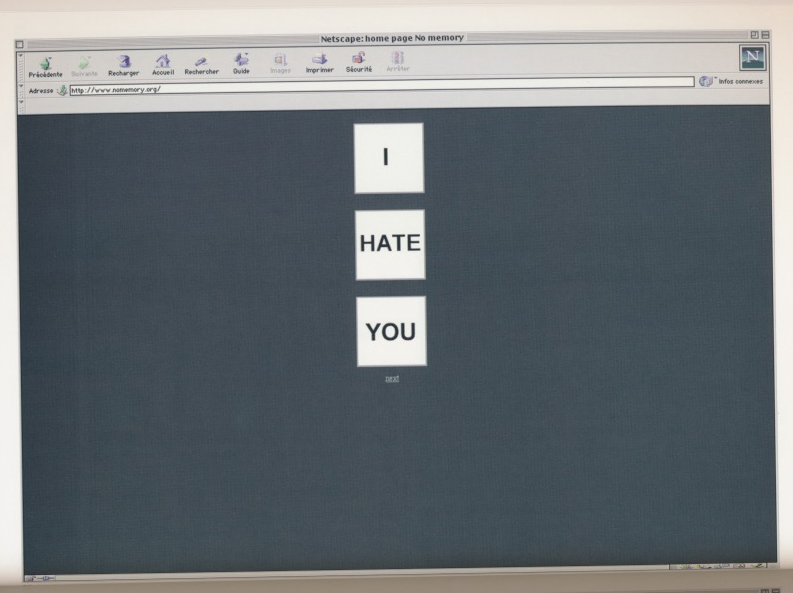 Netscape: home page No memory
Précédente Suivante Recharger Accueil Rechercher Guide Images Imprimer Sécurité Arrêter
N
Adresse : http://www.nomemory.org/ Infos connexes
I
HATE
YOU
next